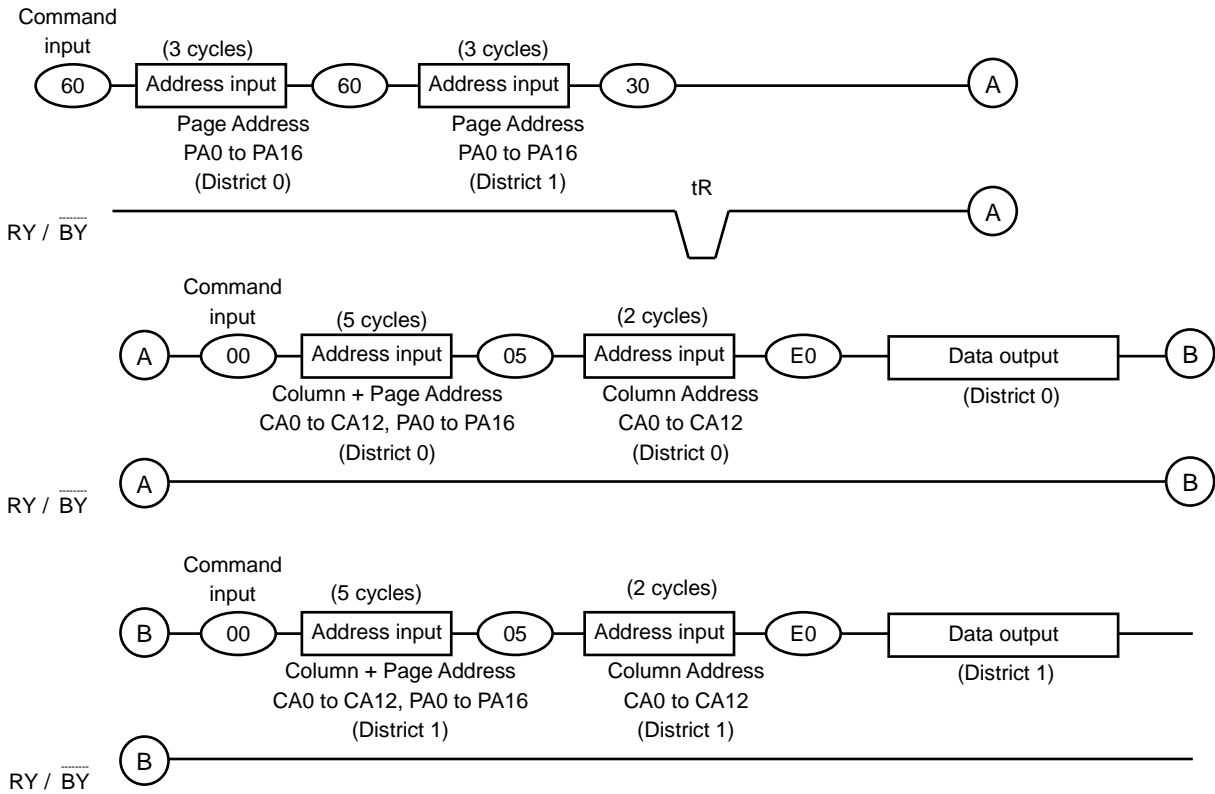 Command
input
(3 cycles)
(3 cycles)
60
Address input
60
Address input
30
A
Page Address
PA0 to PA16
(District 0)
Page Address
PA0 to PA16
(District 1)
tR
A
RY / BY
Command
input
(5 cycles)
(2 cycles)
A
00
Address input
05
Address input
E0
Data output
B
Column + Page Address
CA0 to CA12, PA0 to PA16
(District 0)
Column Address
CA0 to CA12
(District 0)
(District 0)
A
B
RY / BY
Command
input
(5 cycles)
(2 cycles)
B
00
Address input
05
Address input
E0
Data output
Column + Page Address
CA0 to CA12, PA0 to PA16
(District 1)
Column Address
CA0 to CA12
(District 1)
(District 1)
B
RY / BY